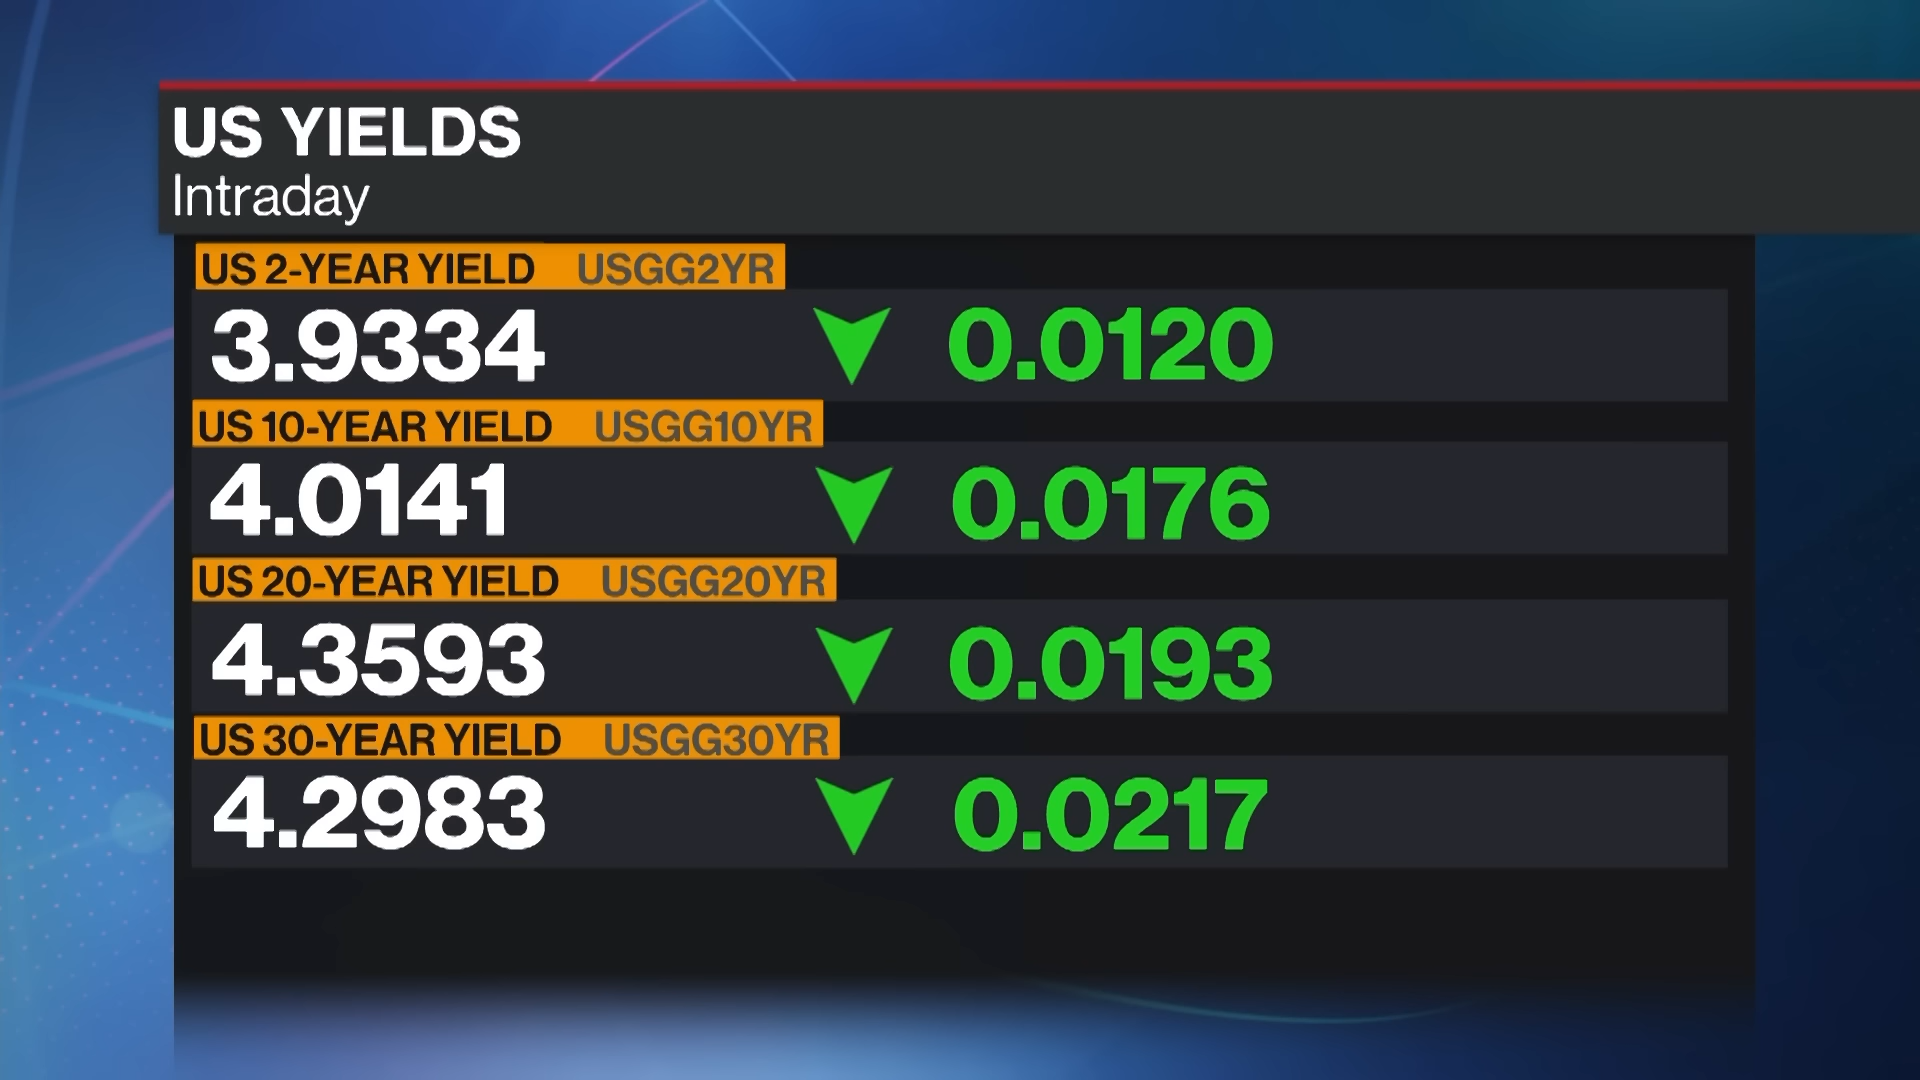 US YIELDS
Intraday
US 2-YEAR YIELD USGG2YR
3.9334 0.0120
US 10-YEAR YIELD USGG10YR
4.0141 0.0176
US 20-YEAR YIELD USGG20YR
4.3593 0.0193
US 30-YEAR YIELD USGG30YR
4.2983 0.0217